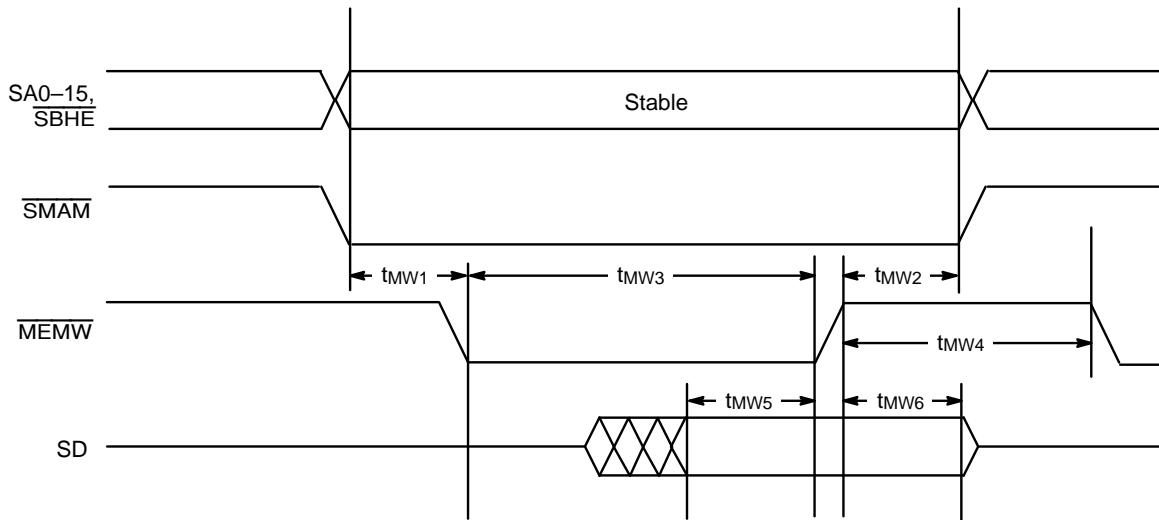 SA0–15,
SBHE
Stable
SMAM
tMW1
tMW3
tMW2
MEMW
tMW4
tMW5
tMW6
SD